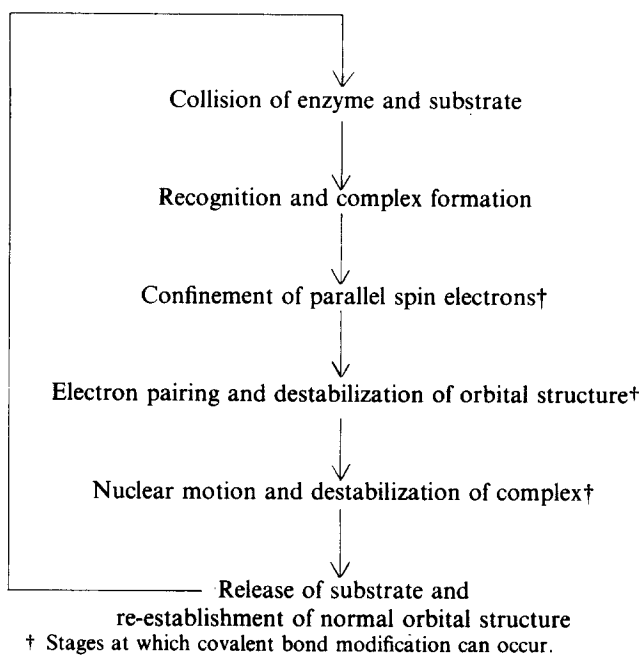 Collision of enzyme and substrate
Recognition and complex formation
Confinement of parallel spin electrons†
Electron pairing and destabilization of orbital structure†
Nuclear motion and destabilization of complex†
Release of substrate and
re-establishment of normal orbital structure
† Stages at which covalent bond modification can occur.